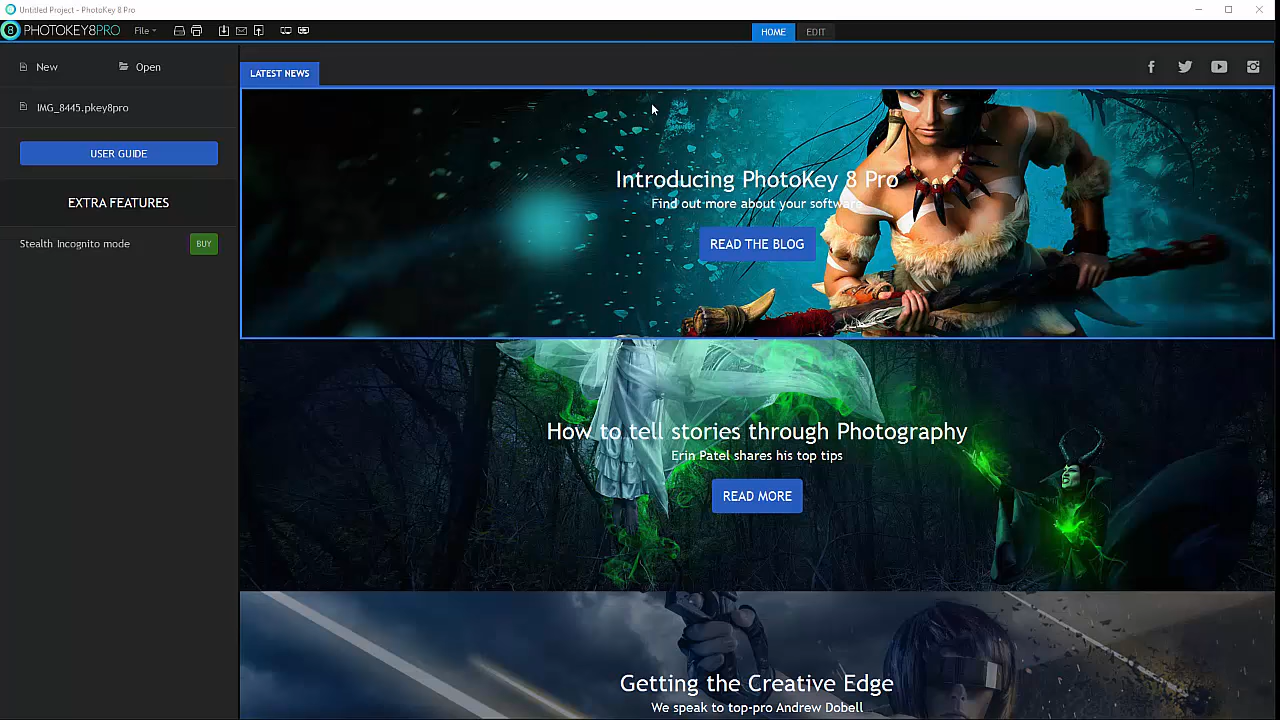 Untitled Project - PhotoKey 8 Pro
8 PHOTOKEY8PRO File HOME EDIT
New Open
LATEST NEWS
IMG_8445.pkey8pro
USER GUIDE
EXTRA FEATURES
Stealth Incognito mode BUY
Introducing PhotoKey 8 Pro
Find out more about your software
READ THE BLOG
How to tell stories through Photography
Erin Patel shares his top tips
READ MORE
Getting the Creative Edge
We speak to top-pro Andrew Dobell